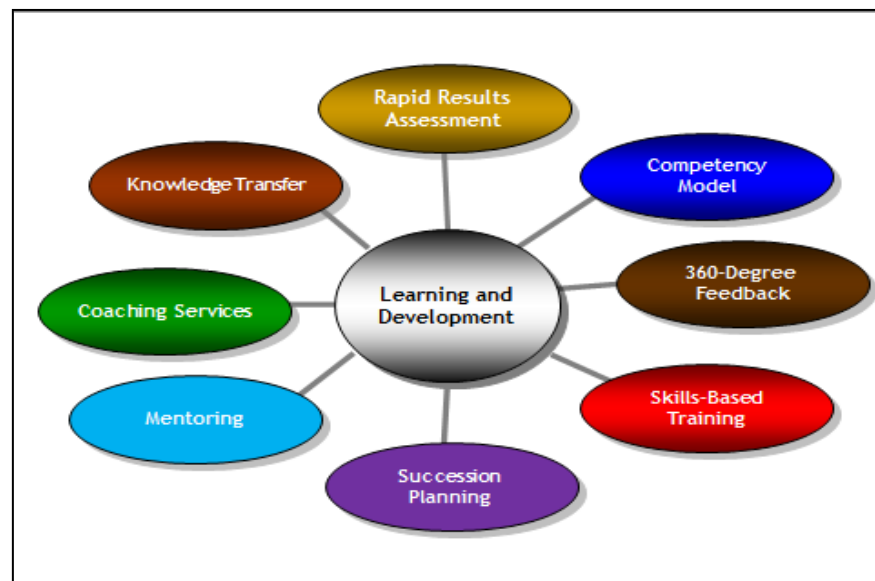 Rapid Results
Assessment
Competency
Model
Knowledge Transfer
360-Degree
Feedback
Learning and
Development
Coaching Services
Skills-Based
Training
Mentoring
Succession
Planning